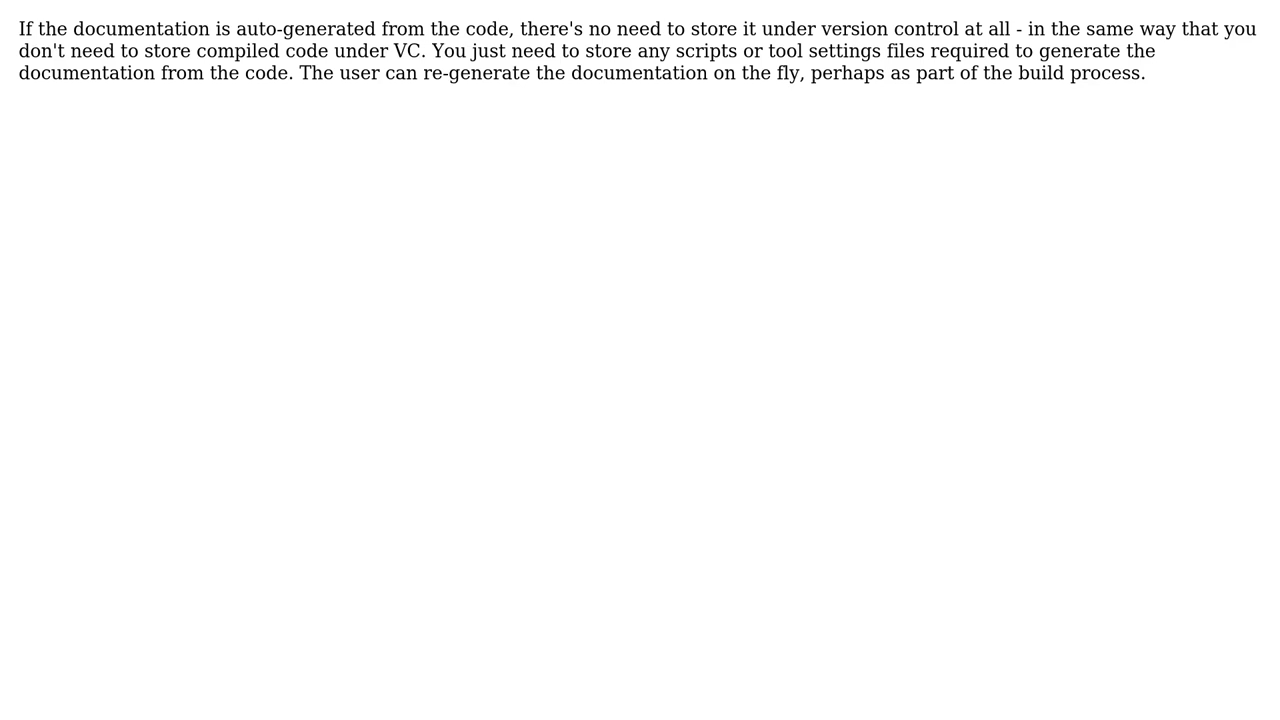 If the documentation is auto-generated from the code, there's no need to store it under version control at all - in the same way that you
don't need to store compiled code under VC. You just need to store any scripts or tool settings files required to generate the
documentation from the code. The user can re-generate the documentation on the fly, perhaps as part of the build process.